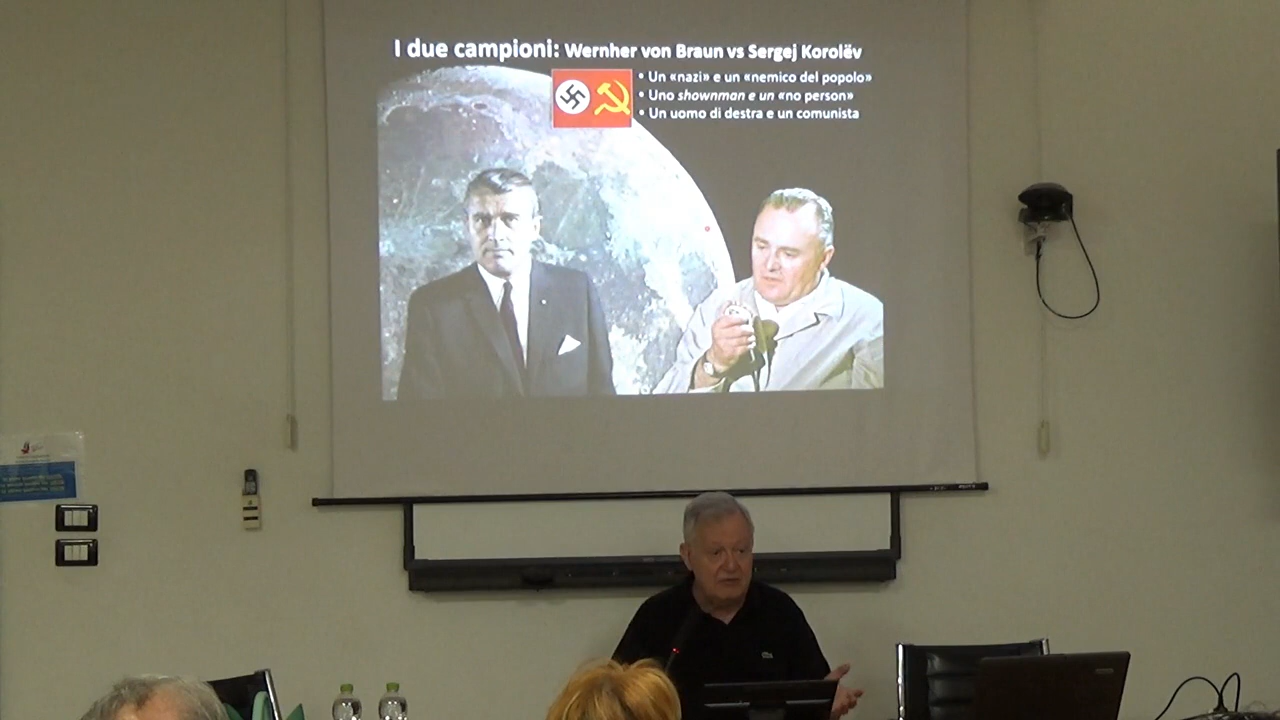 I due campioni: Wernher von Braun vs Sergej Korolëv
• Un «nazi» e un «nemico del popolo»
• Uno shownman e un «no person»
• Un uomo di destra e un comunista